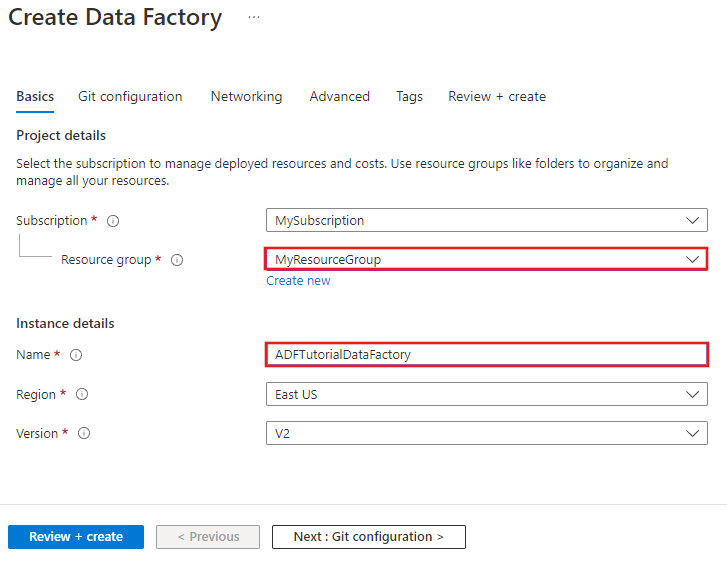 Create Data Factory ...
Basics Git configuration Networking Advanced Tags Review + create
Project details
Select the subscription to manage deployed resources and costs. Use resource groups like folders to organize and
manage all your resources.
Subscription * MySubscription
Resource group * MyResourceGroup
Create new
Instance details
Name * ADFTutorialDataFactory
Region * East US
Version * V2
Review + create < Previous Next : Git configuration >